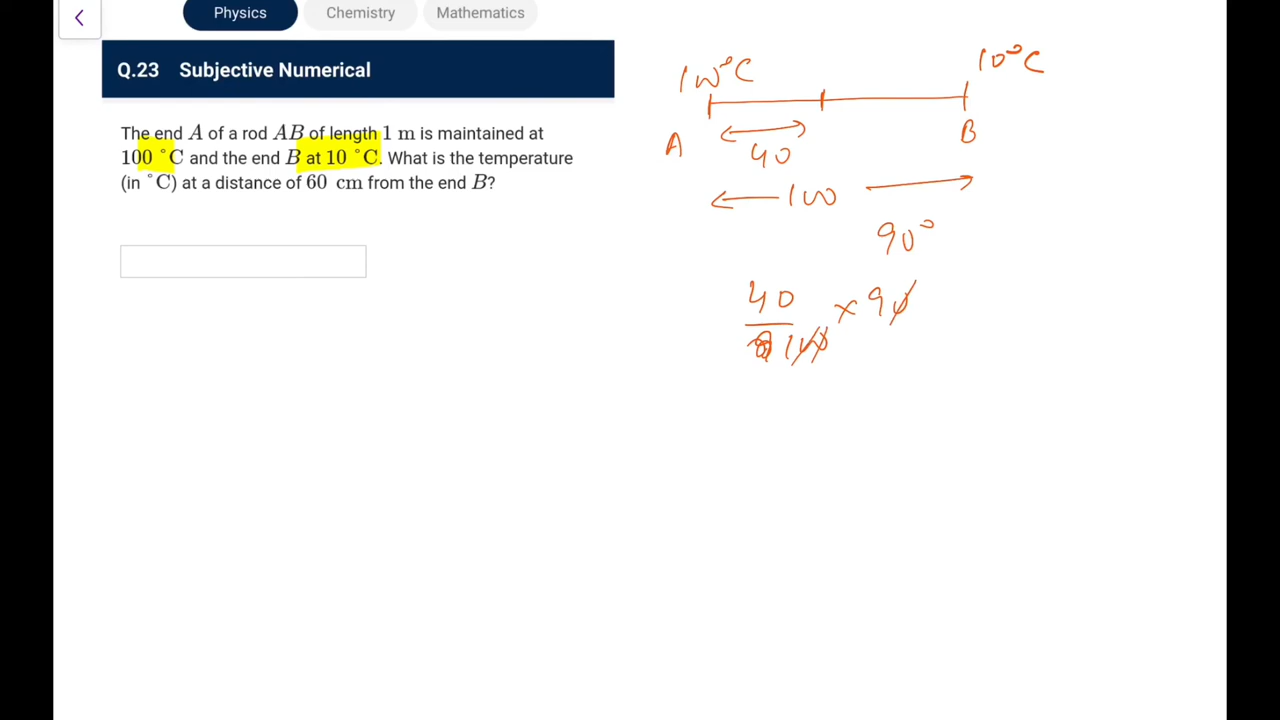 Physics Chemistry Mathematics
Q.23 Subjective Numerical
The end A of a rod AB of length 1 m is maintained at
100 °C and the end B at 10 °C. What is the temperature
(in °C) at a distance of 60 cm from the end B?
100°C 10°C
A B
40
100
90°
40
100 × 90